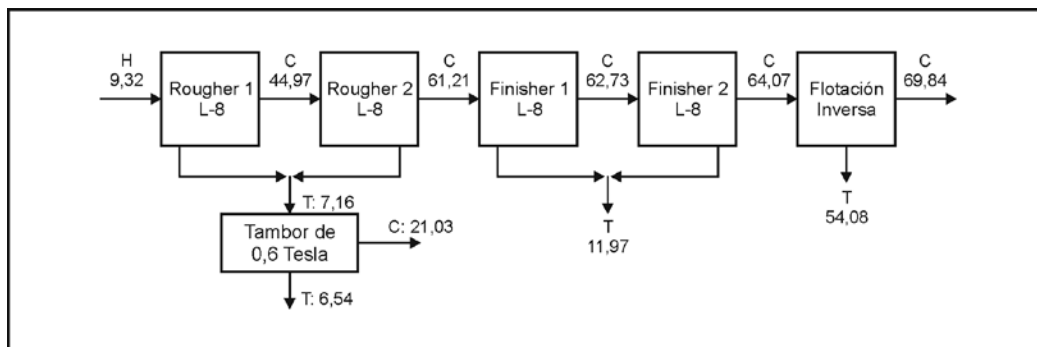 H
9,32
Rougher 1
L-8
C
44,97
Rougher 2
L-8
C
61,21
Finisher 1
L-8
C
62,73
Finisher 2
L-8
C
64,07
Flotación
Inversa
C
69,84
T: 7,16
Tambor de
0,6 Tesla
C: 21,03
T: 6,54
T
11,97
T
54,08